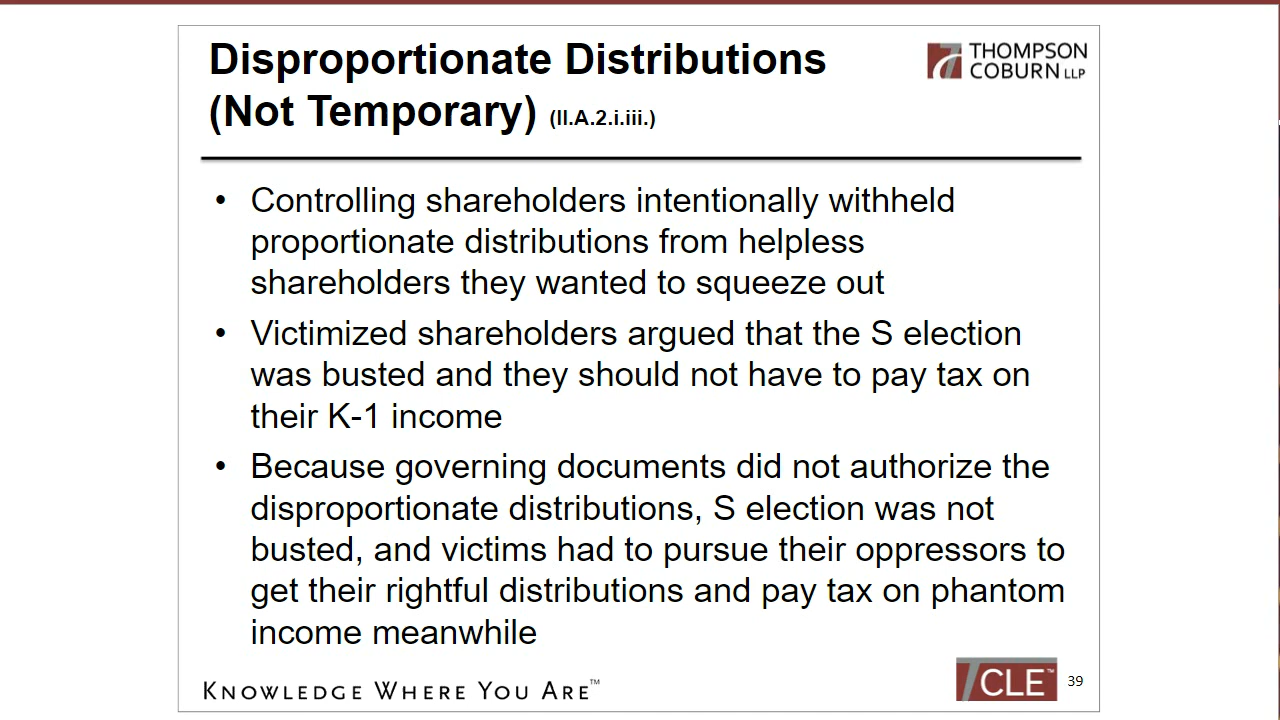 Disproportionate Distributions
(Not Temporary) (II.A.2.i.iii.)
THOMPSON
COBURN LLP
• Controlling shareholders intentionally withheld
proportionate distributions from helpless
shareholders they wanted to squeeze out
• Victimized shareholders argued that the S election
was busted and they should not have to pay tax on
their K-1 income
• Because governing documents did not authorize the
disproportionate distributions, S election was not
busted, and victims had to pursue their oppressors to
get their rightful distributions and pay tax on phantom
income meanwhile
KNOWLEDGE WHERE YOU ARE™
CLE™
39